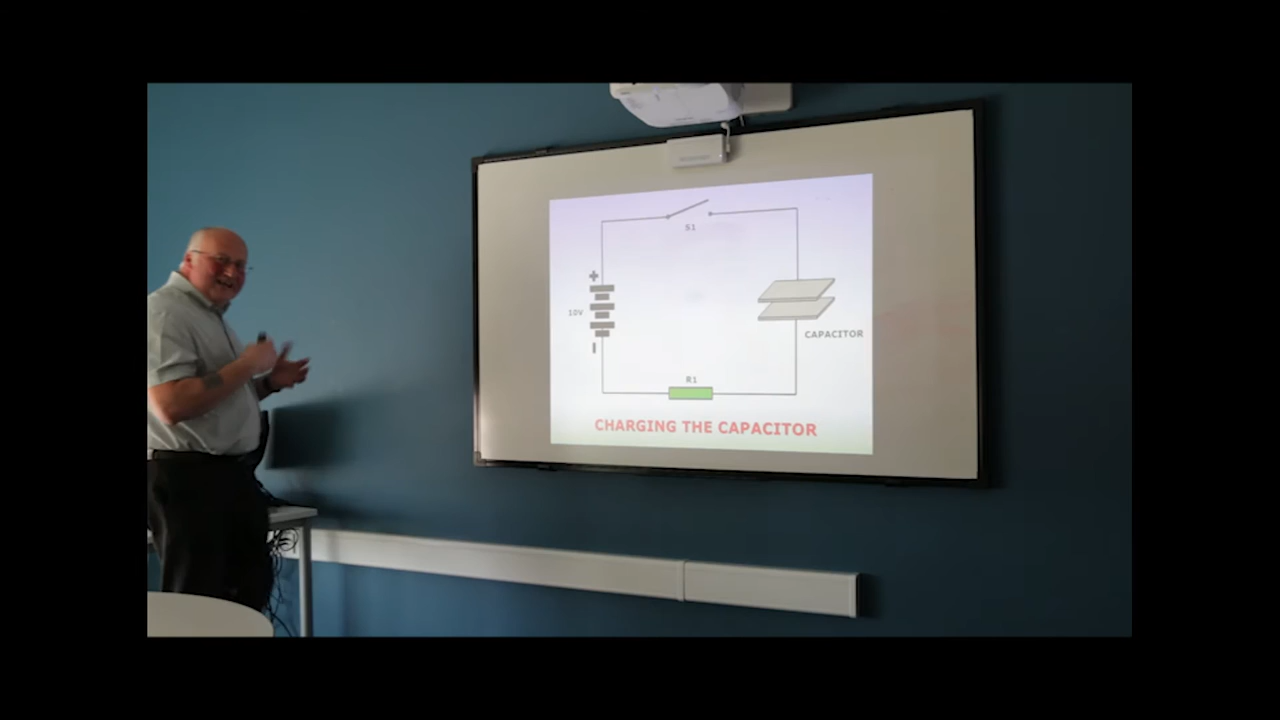 S1
+
10V
CAPACITOR
R1
CHARGING THE CAPACITOR